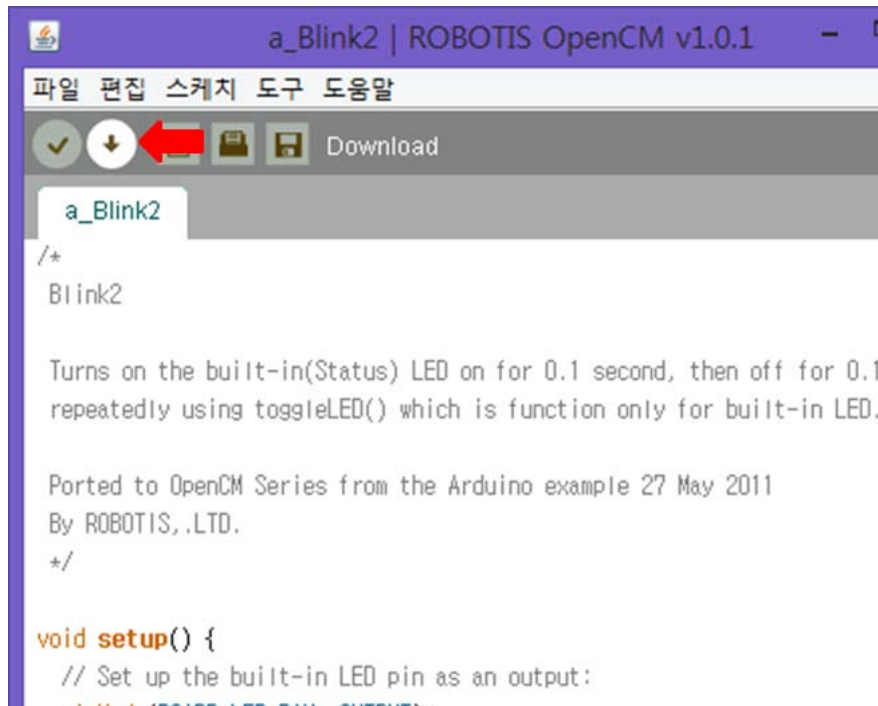 a_Blink2 | ROBOTIS OpenCM v1.0.1
파일 편집 스케치 도구 도움말
Download
a_Blink2
/*
Blink2
Turns on the built-in(Status) LED on for 0.1 second, then off for 0.1
repeatedly using toggleLED() which is function only for built-in LED.
Ported to OpenCM Series from the Arduino example 27 May 2011
By ROBOTIS,.LTD.
*/
void setup() {
// Set up the built-in LED pin as an output: